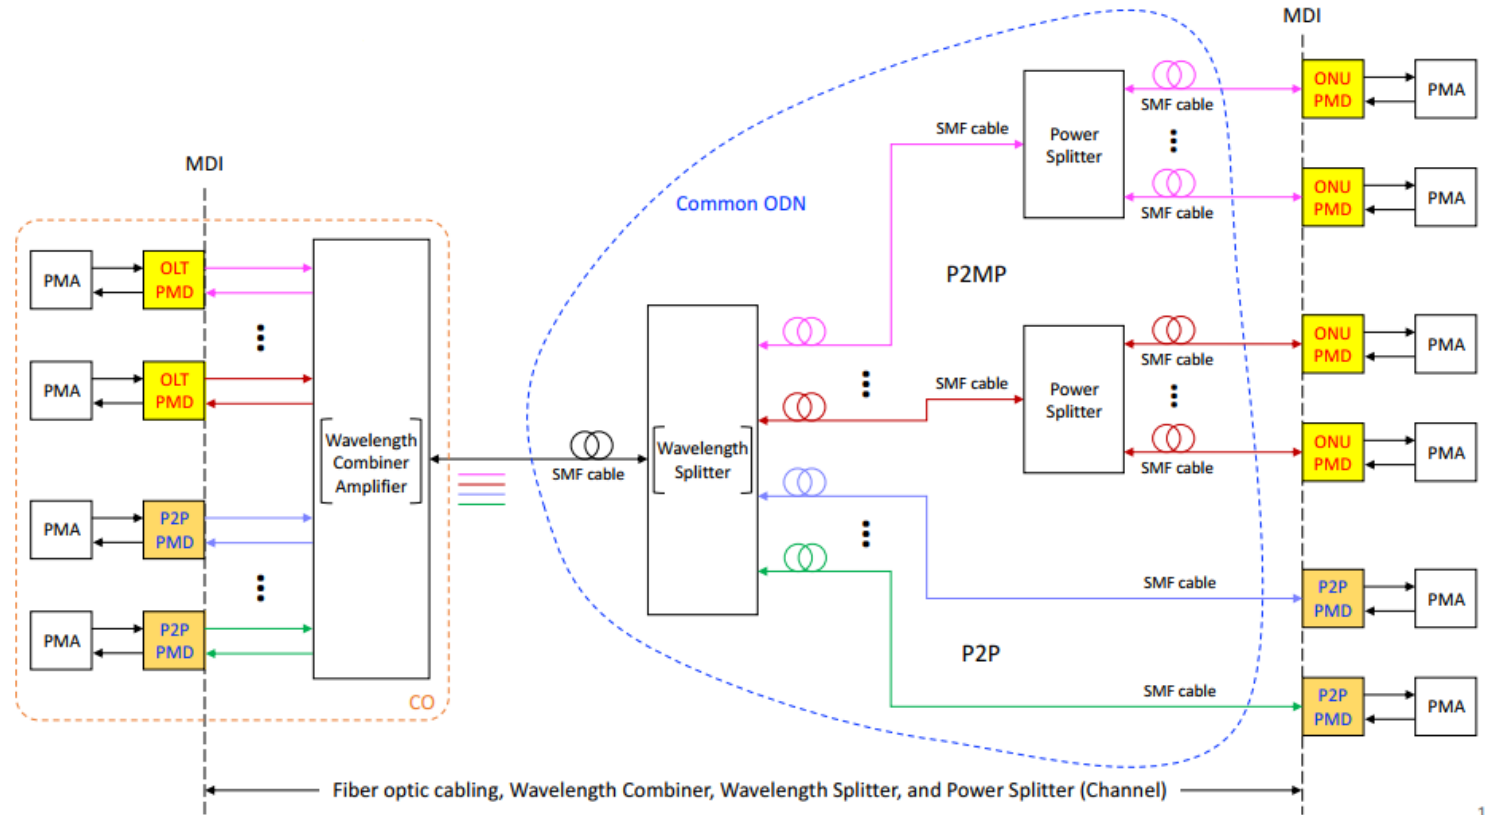 MDI
MDI
ONU
PMD
PMA
SMF cable
SMF cable
Power
Splitter
ONU
PMD
PMA
SMF cable
Common ODN
P2MP
PMA
OLT
PMD
PMA
OLT
PMD
Wavelength
Combiner
Amplifier
PMA
P2P
PMD
PMA
P2P
PMD
CO
SMF cable
Wavelength
Splitter
SMF cable
Power
Splitter
ONU
PMD
PMA
SMF cable
ONU
PMD
PMA
SMF cable
SMF cable
P2P
PMD
PMA
P2P
SMF cable
P2P
PMD
PMA
Fiber optic cabling, Wavelength Combiner, Wavelength Splitter, and Power Splitter (Channel)
1